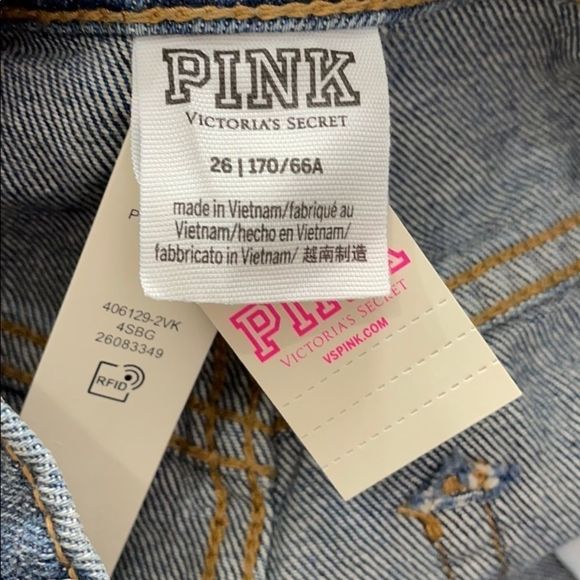 PINK
VICTORIA'S SECRET
26 | 170/66A
made in Vietnam/fabriqué au
Vietnam/hecho en Vietnam/
fabbricato in Vietnam/ 越南制造
P
406129-2VK
4SBG
26083349
RFID
PINK
VICTORIA'S SECRET
VSPINK.COM